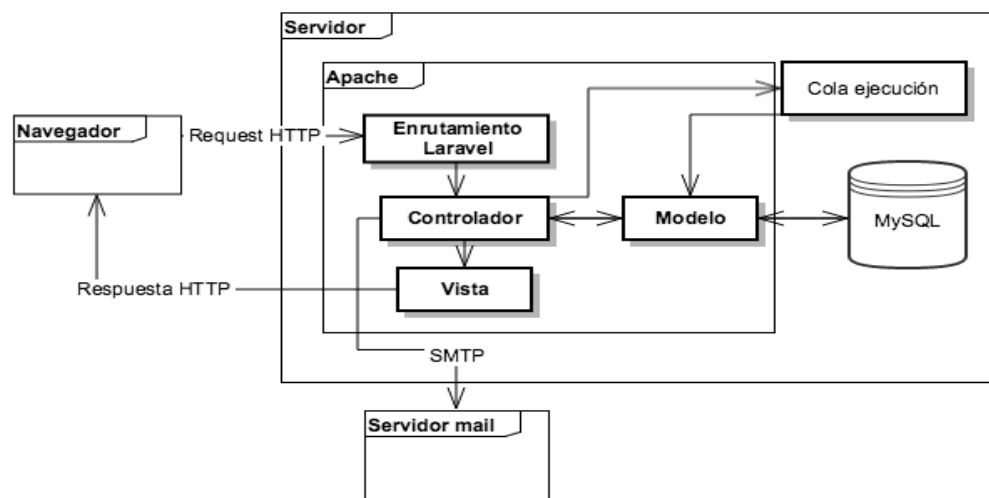 Servidor
Apache
Cola ejecución
Navegador
Request HTTP
Enrutamiento
Laravel
Controlador
Modelo
MySQL
Respuesta HTTP
Vista
SMTP
Servidor mail